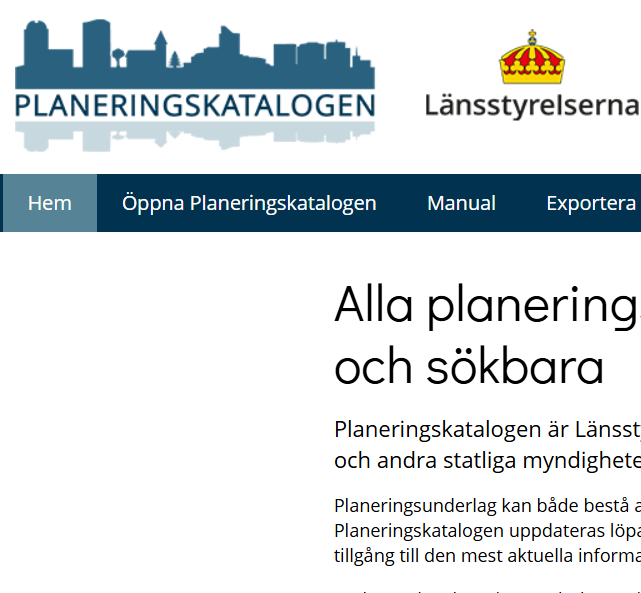 PLANERINGSKATALOGEN
Länsstyrelserna
Hem Öppna Planeringskatalogen Manual Exportera
Alla planering
och sökbara
Planeringskatalogen är Länsst
och andra statliga myndighete
Planeringsunderlag kan både bestå a
Planeringskatalogen uppdateras löpa
tillgång till den mest aktuella informa